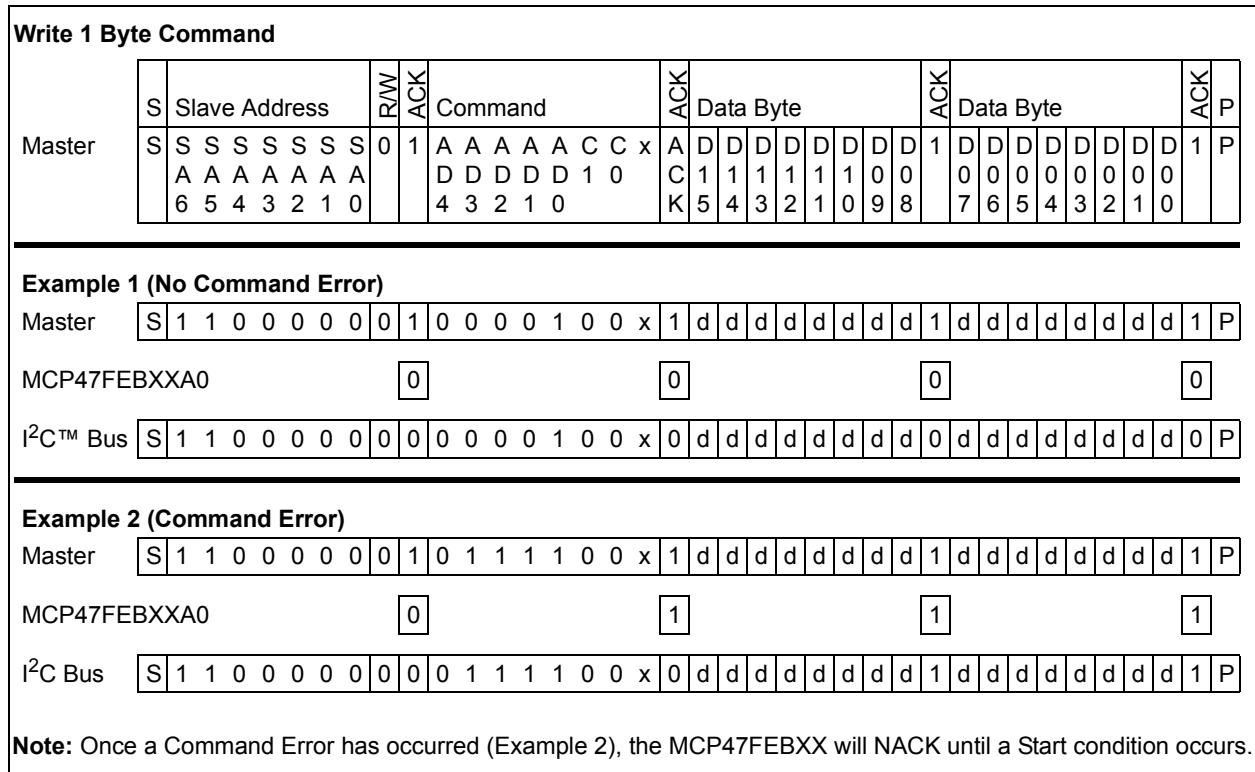 Write 1 Byte Command
S Slave Address R/W ACK Command ACK Data Byte ACK Data Byte ACK P
Master S S S S S S S S 0 1 A A A A A C C x A D D D D D D D D 1 D D D D D D D D 1 P
A A A A A A A D D D D D 1 0 C 1 1 1 1 1 1 0 0 0 0 0 0 0 0 0 0
6 5 4 3 2 1 0 4 3 2 1 0 K 5 4 3 2 1 0 9 8 7 6 5 4 3 2 1 0
Example 1 (No Command Error)
Master S 1 1 0 0 0 0 0 0 1 0 0 0 0 1 0 0 x 1 d d d d d d d d 1 d d d d d d d d 1 P
MCP47FEBXXA0 0 0 0 0
I²C™ Bus S 1 1 0 0 0 0 0 0 0 0 0 0 0 1 0 0 x 0 d d d d d d d d 0 d d d d d d d d 0 P
Example 2 (Command Error)
Master S 1 1 0 0 0 0 0 0 1 0 1 1 1 1 0 0 x 1 d d d d d d d d 1 d d d d d d d d 1 P
MCP47FEBXXA0 0 1 1 1
I²C Bus S 1 1 0 0 0 0 0 0 0 0 1 1 1 1 0 0 x 0 d d d d d d d d 1 d d d d d d d d 1 P
Note: Once a Command Error has occurred (Example 2), the MCP47FEBXX will NACK until a Start condition occurs.